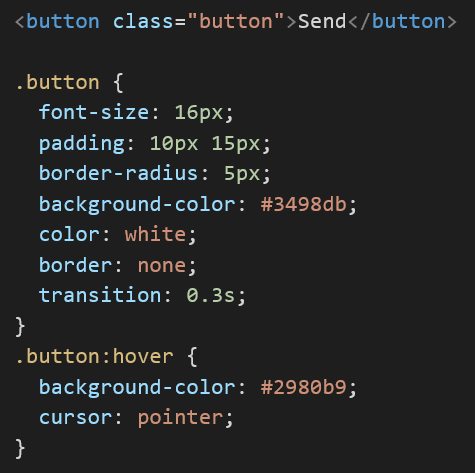 <button class="button">Send</button>
.button {
font-size: 16px;
padding: 10px 15px;
border-radius: 5px;
background-color: #3498db;
color: white;
border: none;
transition: 0.3s;
}
.button:hover {
background-color: #2980b9;
cursor: pointer;
}